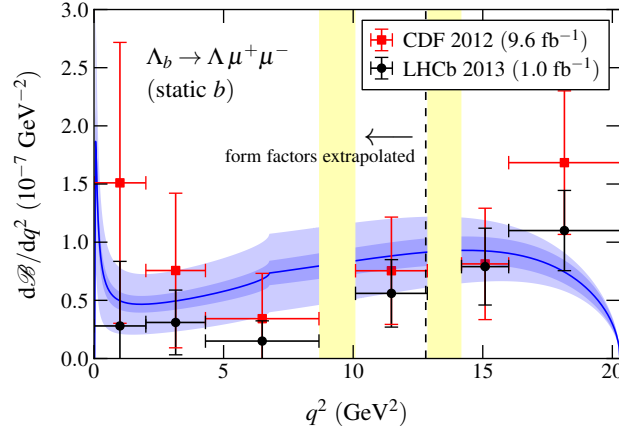 Λ_b → Λ μ⁺μ⁻
(static b)
CDF 2012 (9.6 fb⁻¹)
LHCb 2013 (1.0 fb⁻¹)
form factors extrapolated
dℬ/dq² (10⁻⁷ GeV⁻²)
3.0
2.5
2.0
1.5
1.0
0.5
0.0
0 5 10 15 20
q² (GeV²)